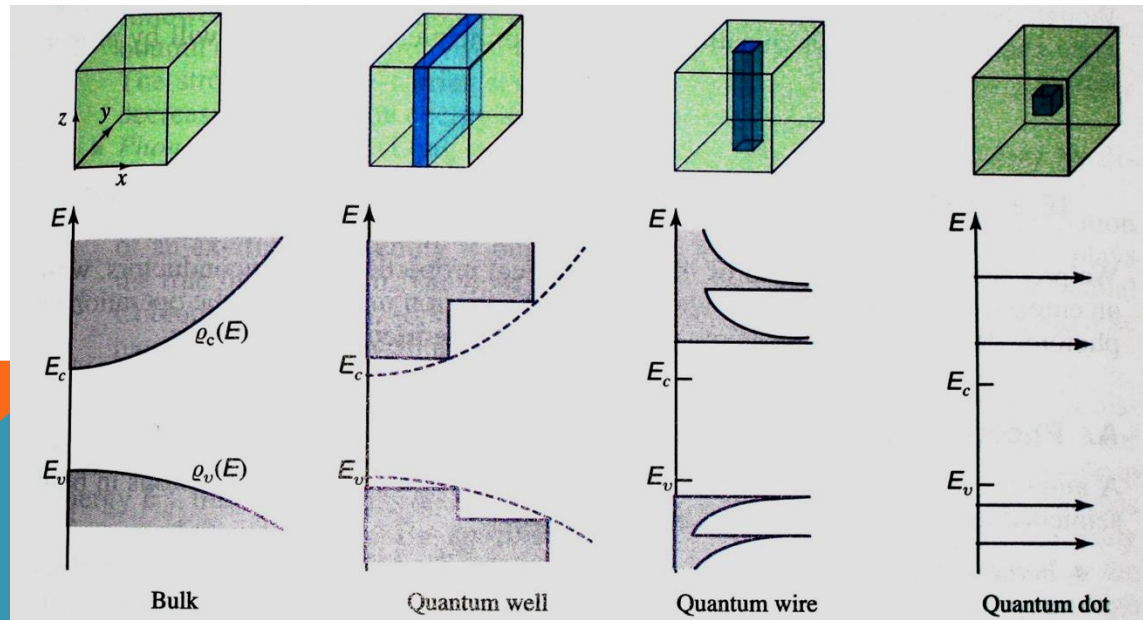 z
y
x
E
E
E
E
ϱc(E)
Ec
Ec
Ec
Ec
Ev
ϱv(E)
Ev
Ev
Ev
Bulk
Quantum well
Quantum wire
Quantum dot